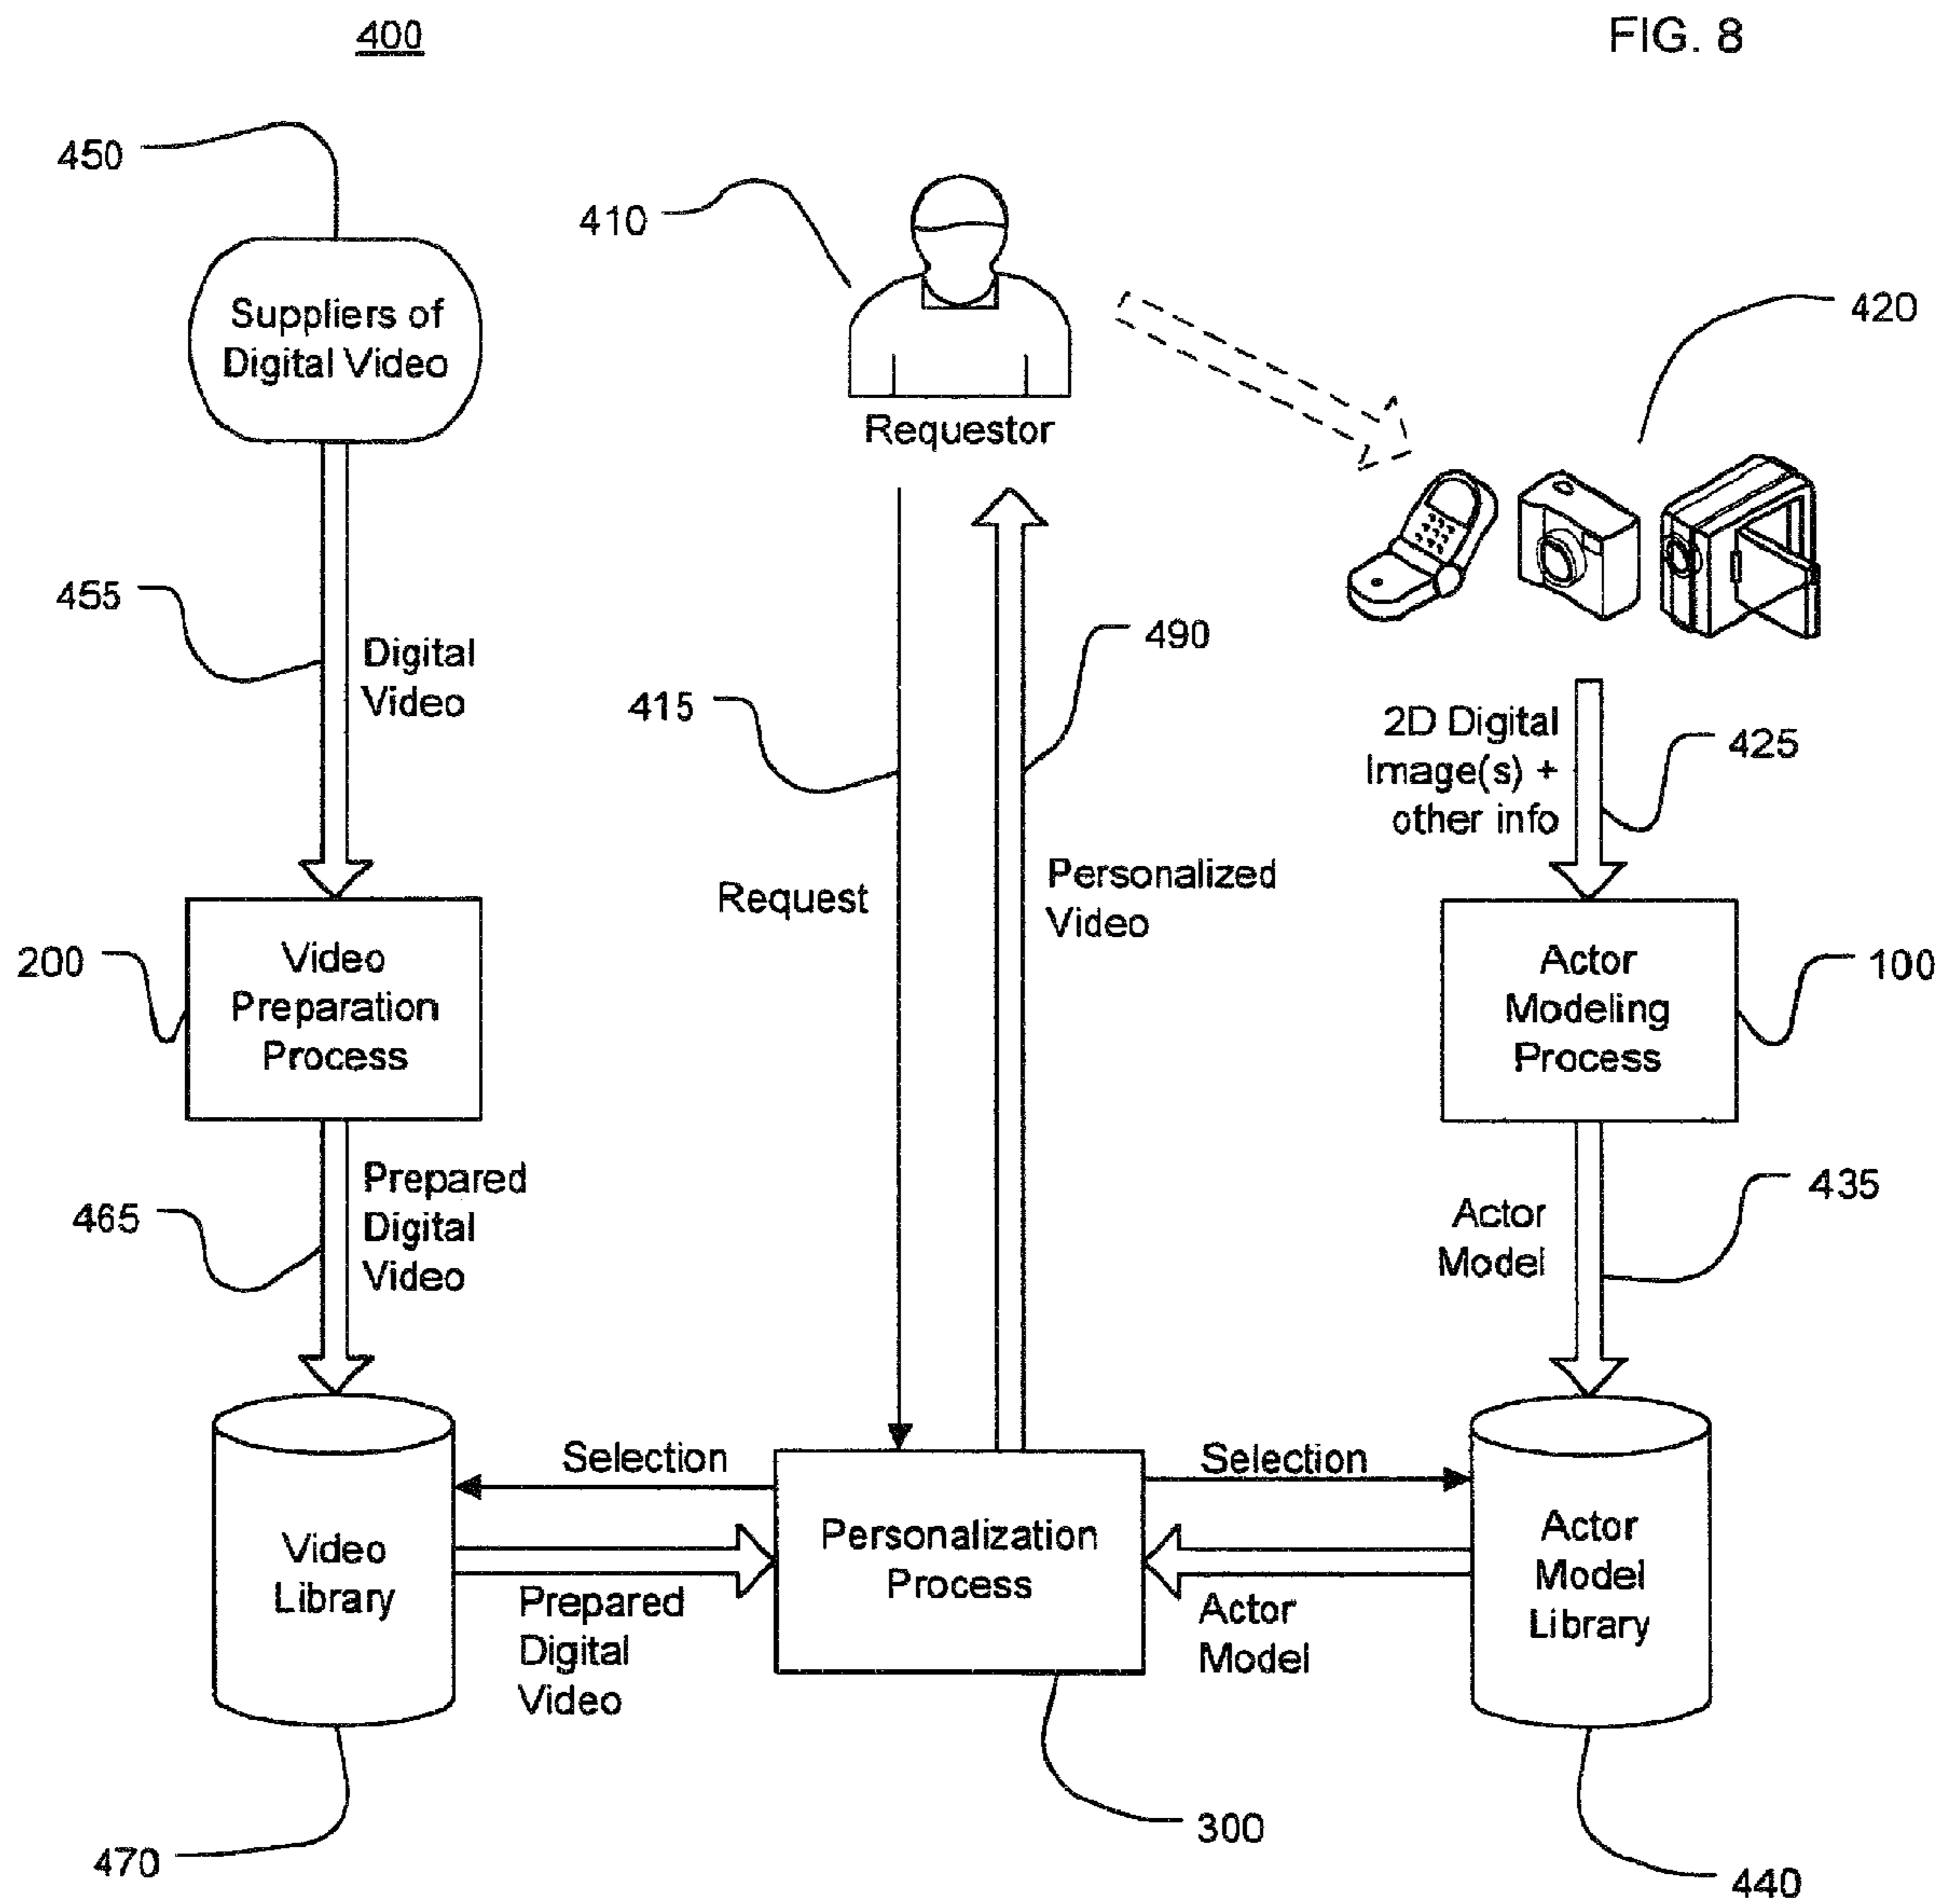 400
FIG. 8
450
410
420
Suppliers of
Digital Video
Requestor
455
Digital
Video
415
490
2D Digital
Image(s) +
other info
425
Request
Personalized
Video
200
Video
Preparation
Process
Actor
Modeling
Process
100
465
Prepared
Digital
Video
Actor
Model
435
Selection
Selection
Video
Library
Personalization
Process
Actor
Model
Library
Prepared
Digital
Video
Actor
Model
470
300
440